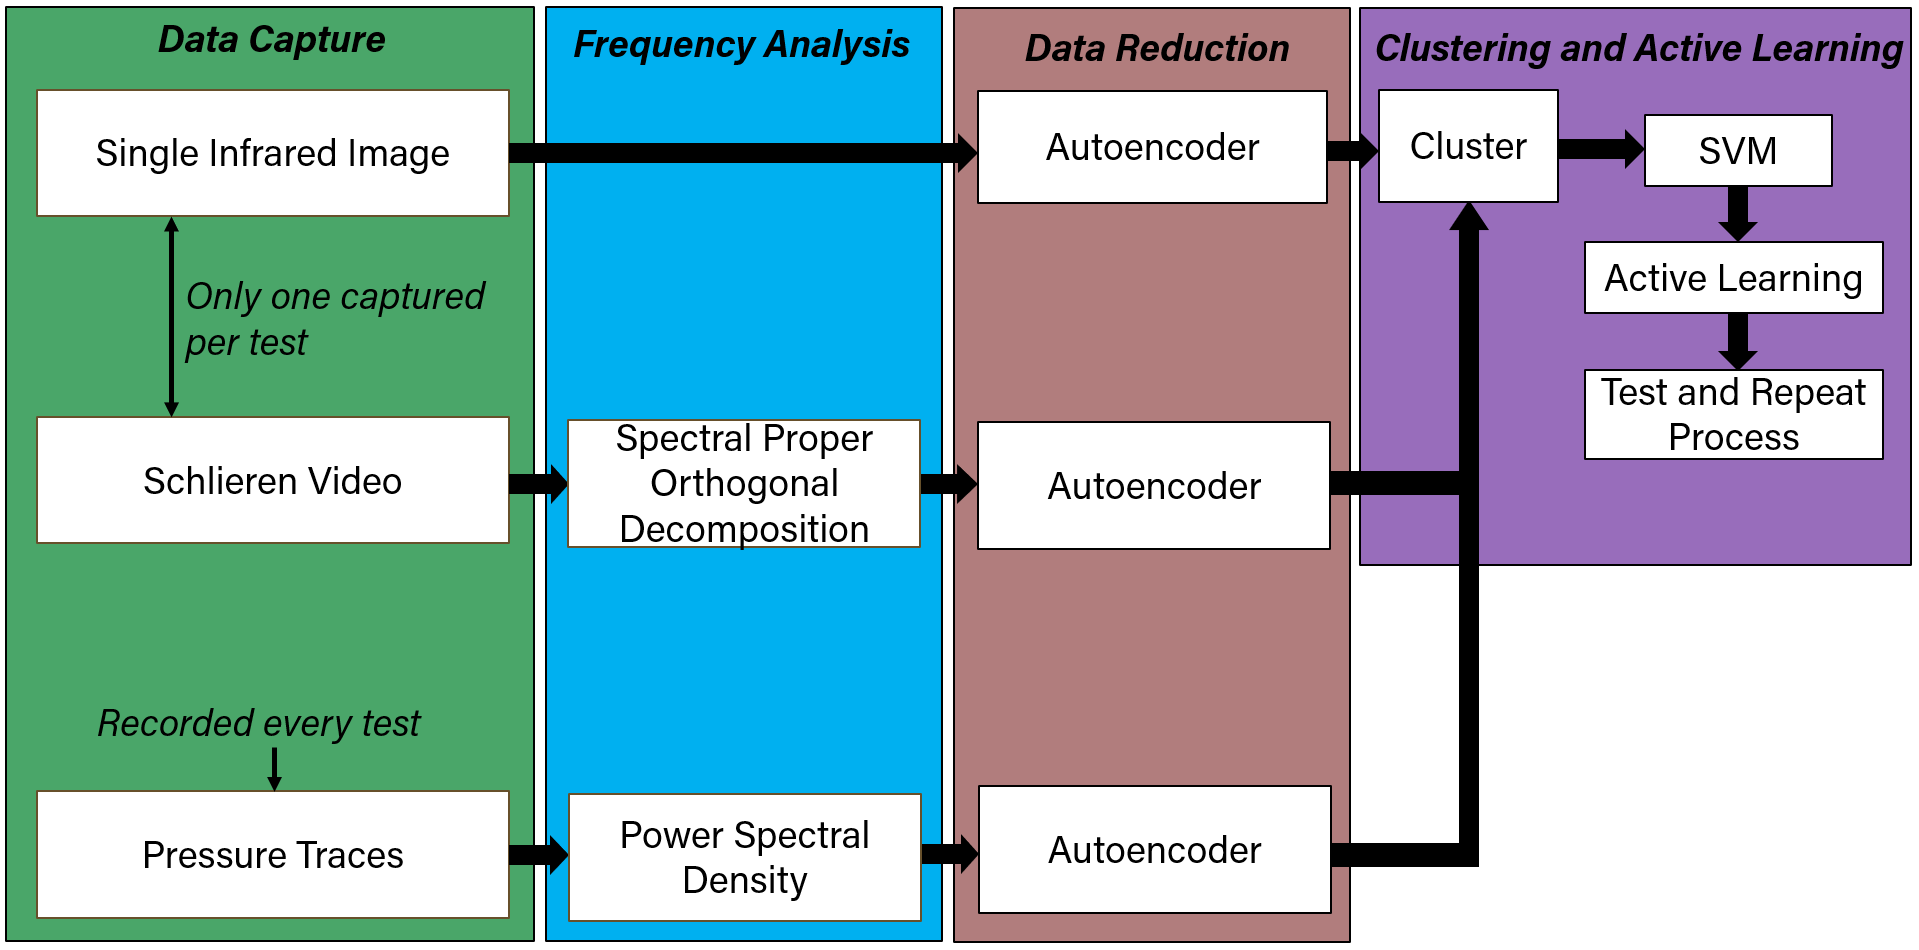 Data Capture
Single Infrared Image
Only one captured
per test
Schlieren Video
Recorded every test
Pressure Traces
Frequency Analysis
Spectral Proper
Orthogonal
Decomposition
Power Spectral
Density
Data Reduction
Autoencoder
Autoencoder
Autoencoder
Clustering and Active Learning
Cluster
SVM
Active Learning
Test and Repeat
Process